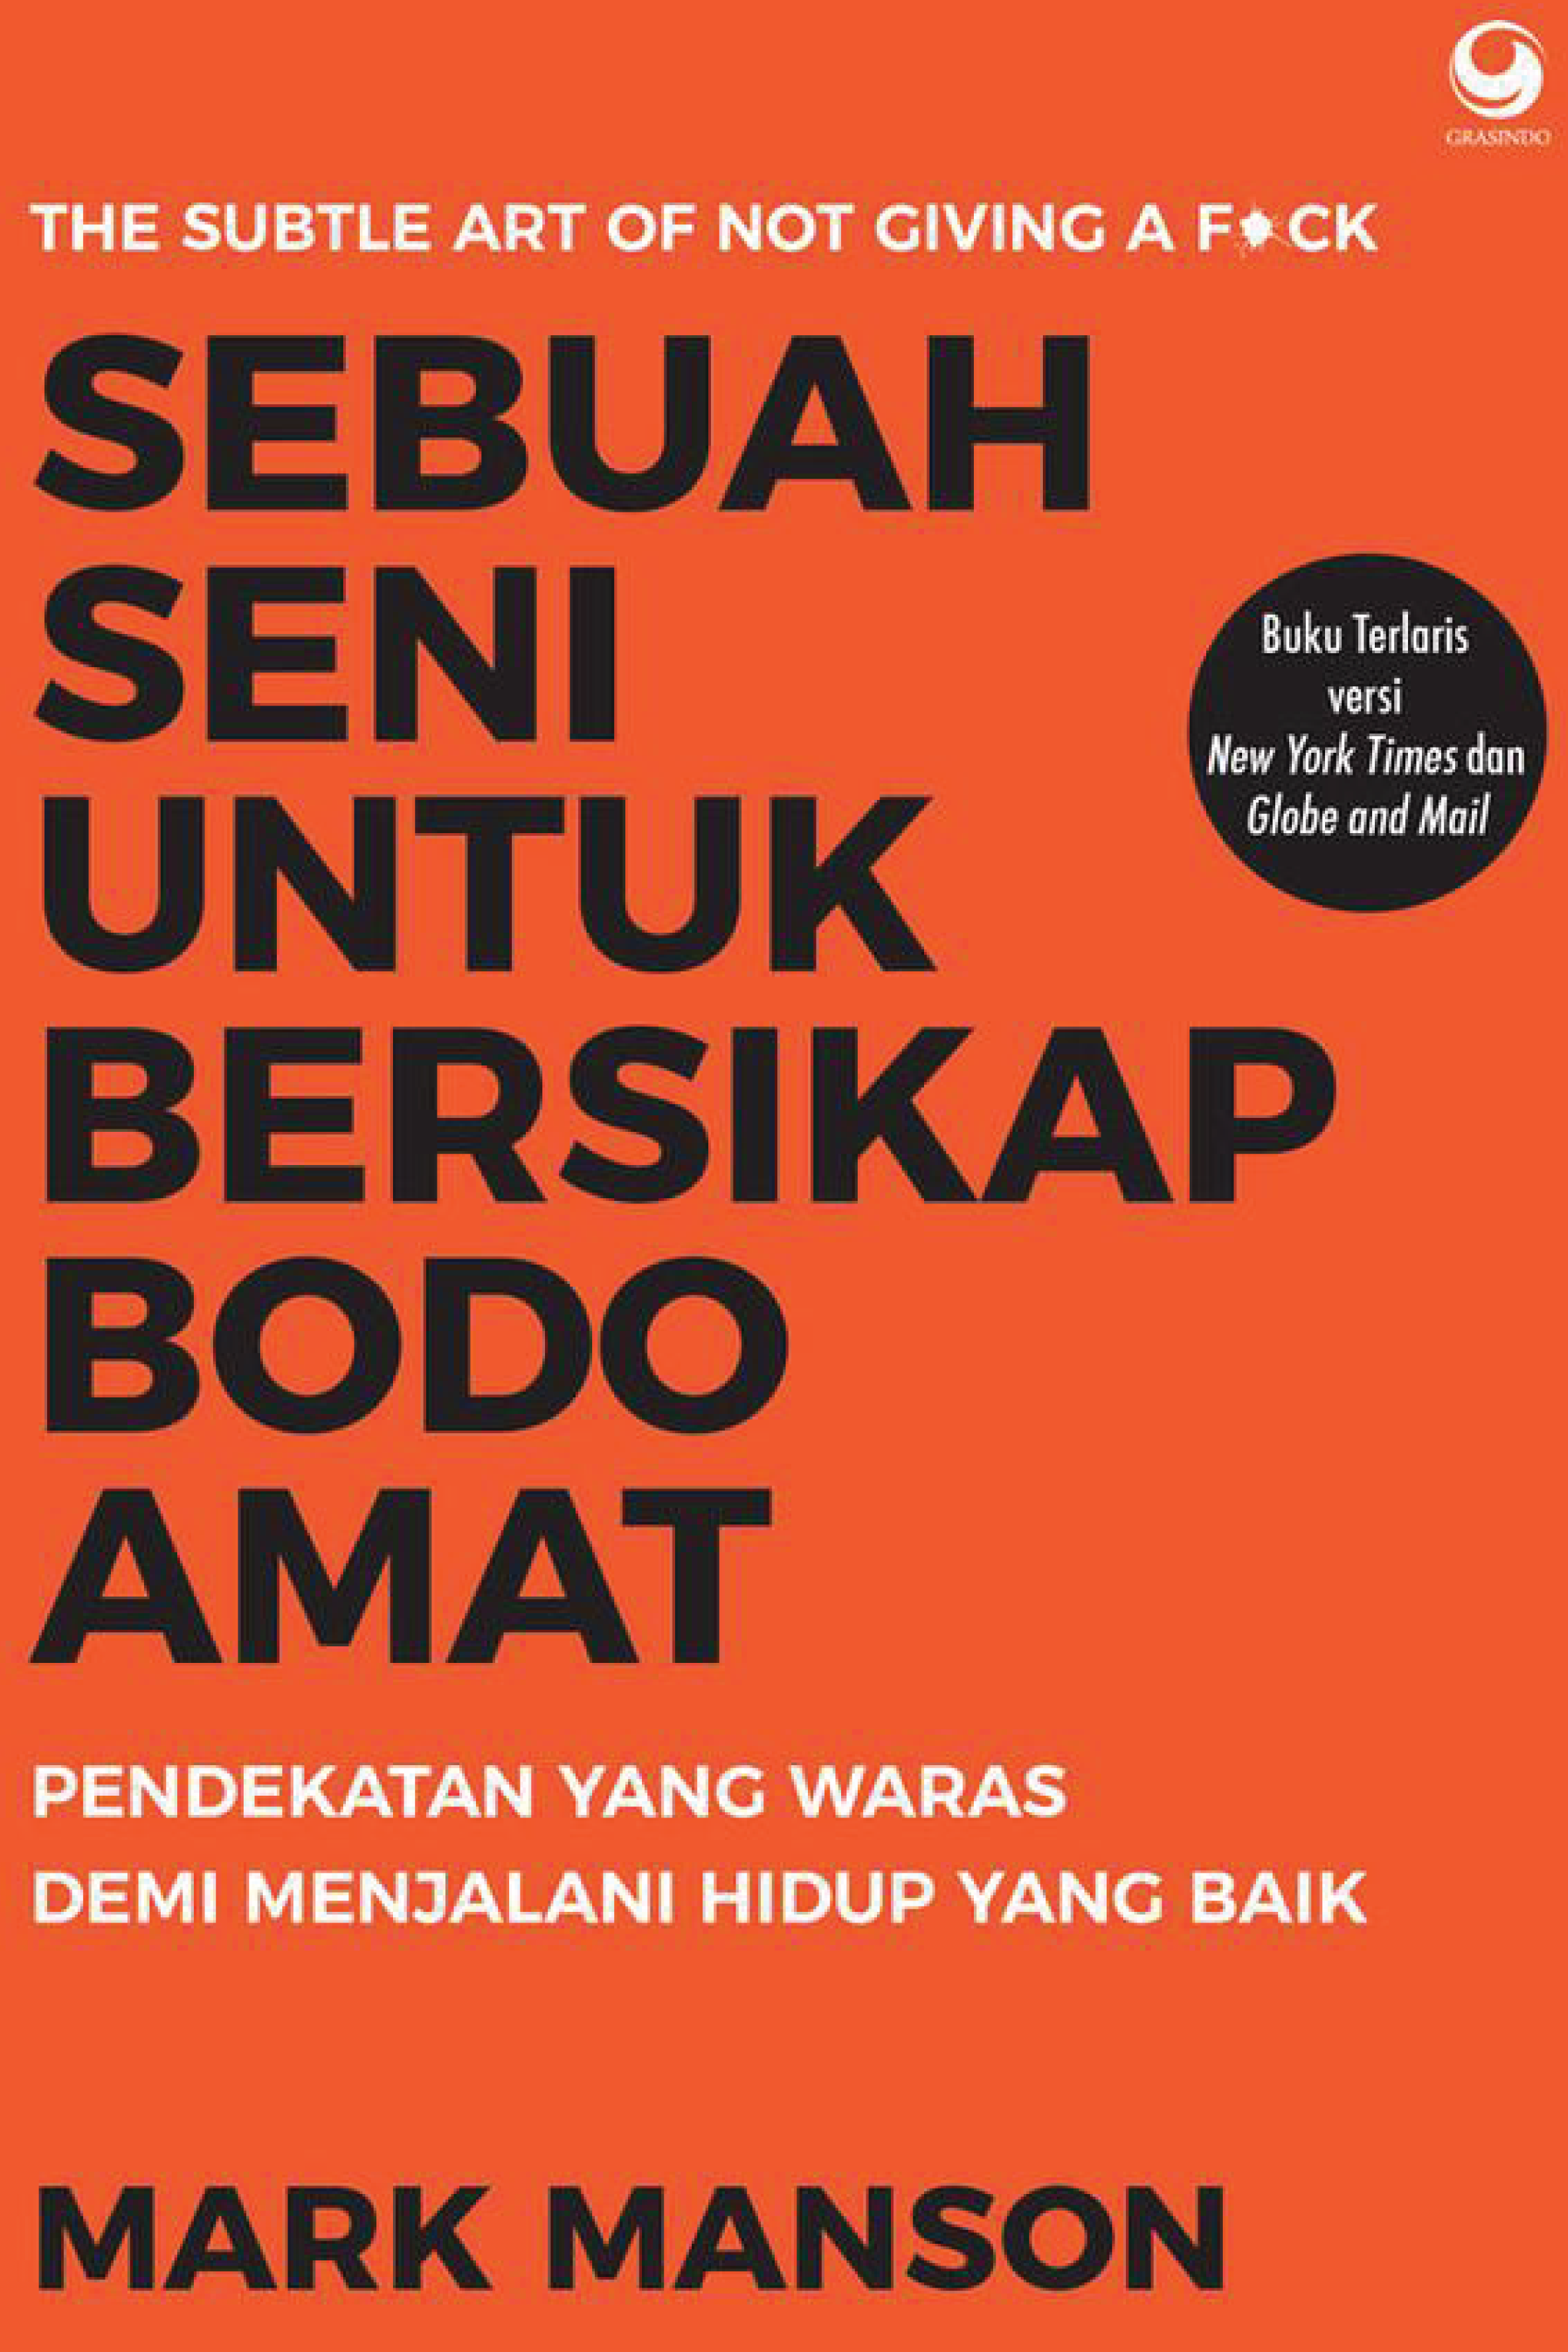 GRASINDO
THE SUBTLE ART OF NOT GIVING A F*CK
SEBUAH
SENI
UNTUK
BERSIKAP
BODO
AMAT
Buku Terlaris
versi
New York Times dan
Globe and Mail
PENDEKATAN YANG WARAS
DEMI MENJALANI HIDUP YANG BAIK
MARK MANSON